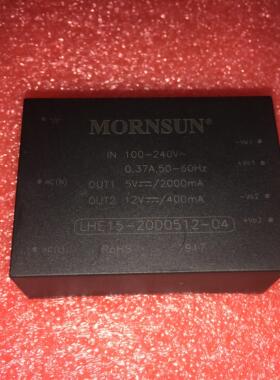 MORNSUN®
-Vo1
IN 100-240V~
+Vo1
0.37A,50-60Hz
AC(N)
OUT1 5V⎓/2000mA
-Vo2
OUT2 12V⎓/400mA
+Vo2
LHE15-20D0512-04
AC(L)
RoHS